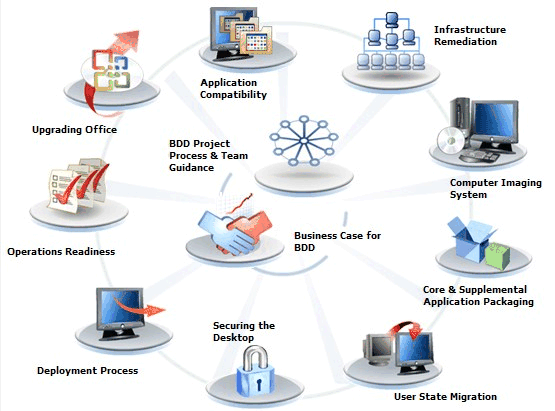 Infrastructure
Remediation
Application
Compatibility
Upgrading Office
BDD Project
Process & Team
Guidance
Computer Imaging
System
Operations Readiness
Business Case for
BDD
Core & Supplemental
Application Packaging
Securing the
Desktop
Deployment Process
User State Migration